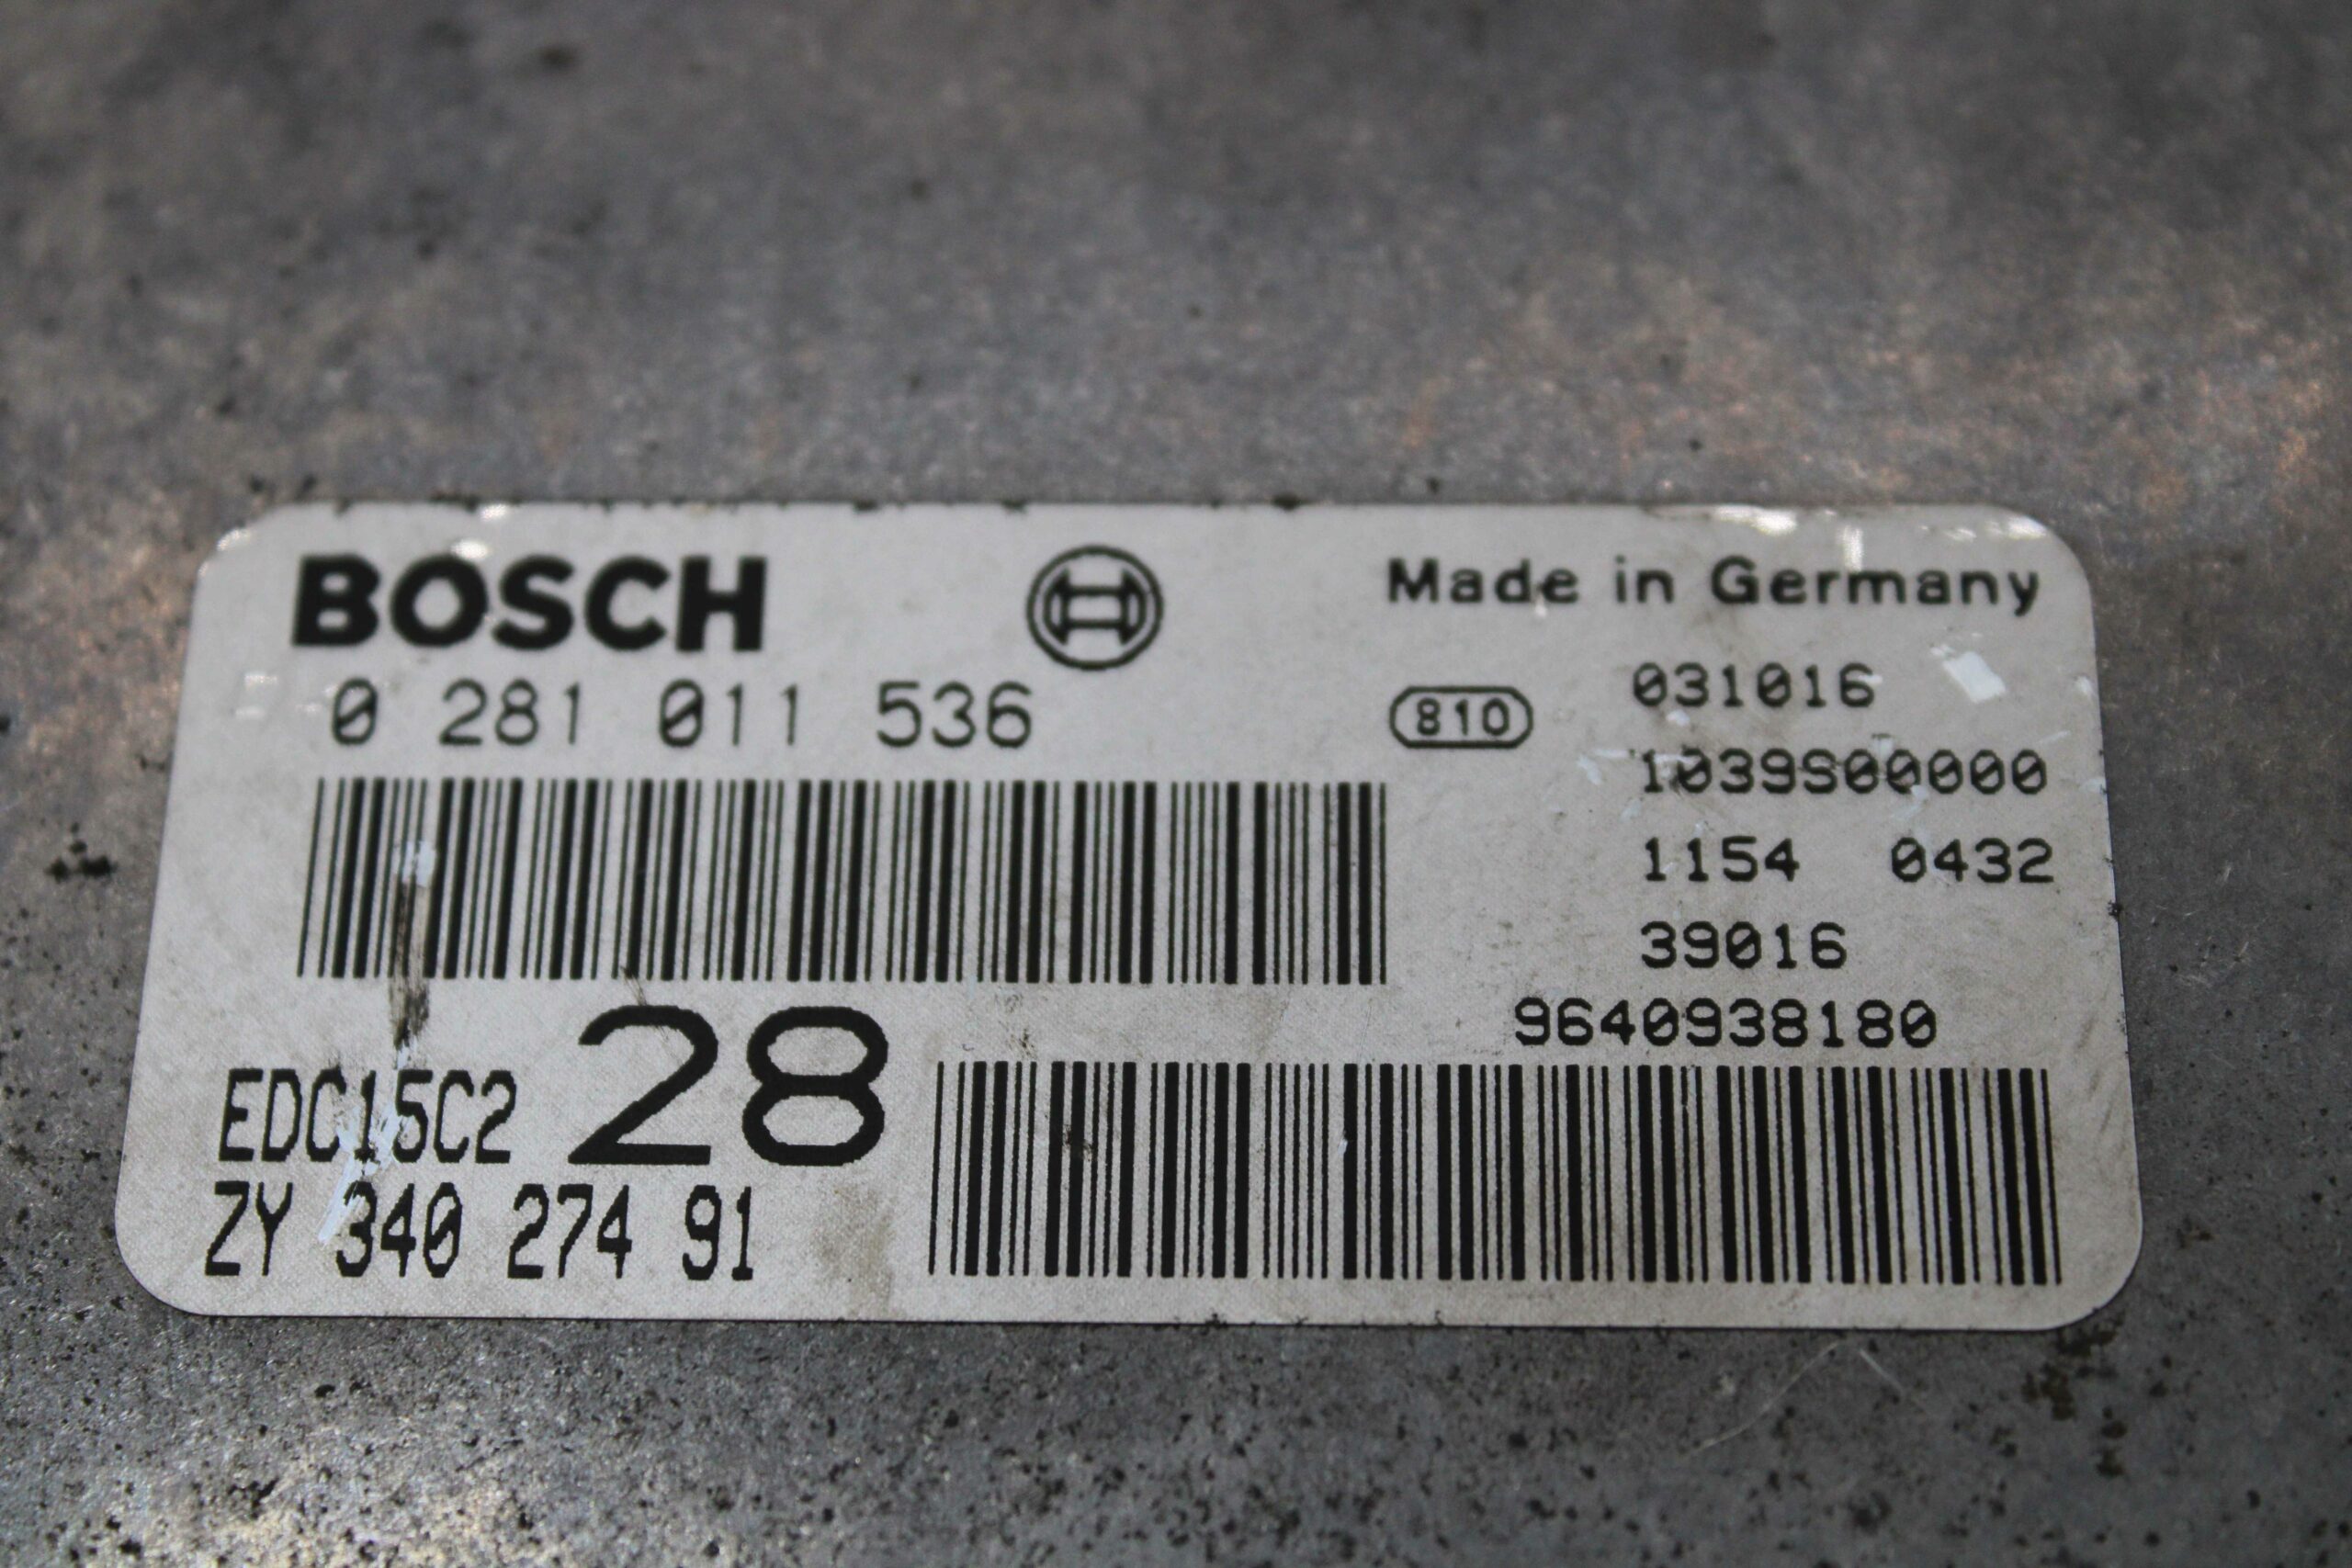 BOSCH
Made in Germany
0 281 011 536
810
031016
1039S00000
1154 0432
39016
9640938180
EDC15C2 28
ZY 340 274 91